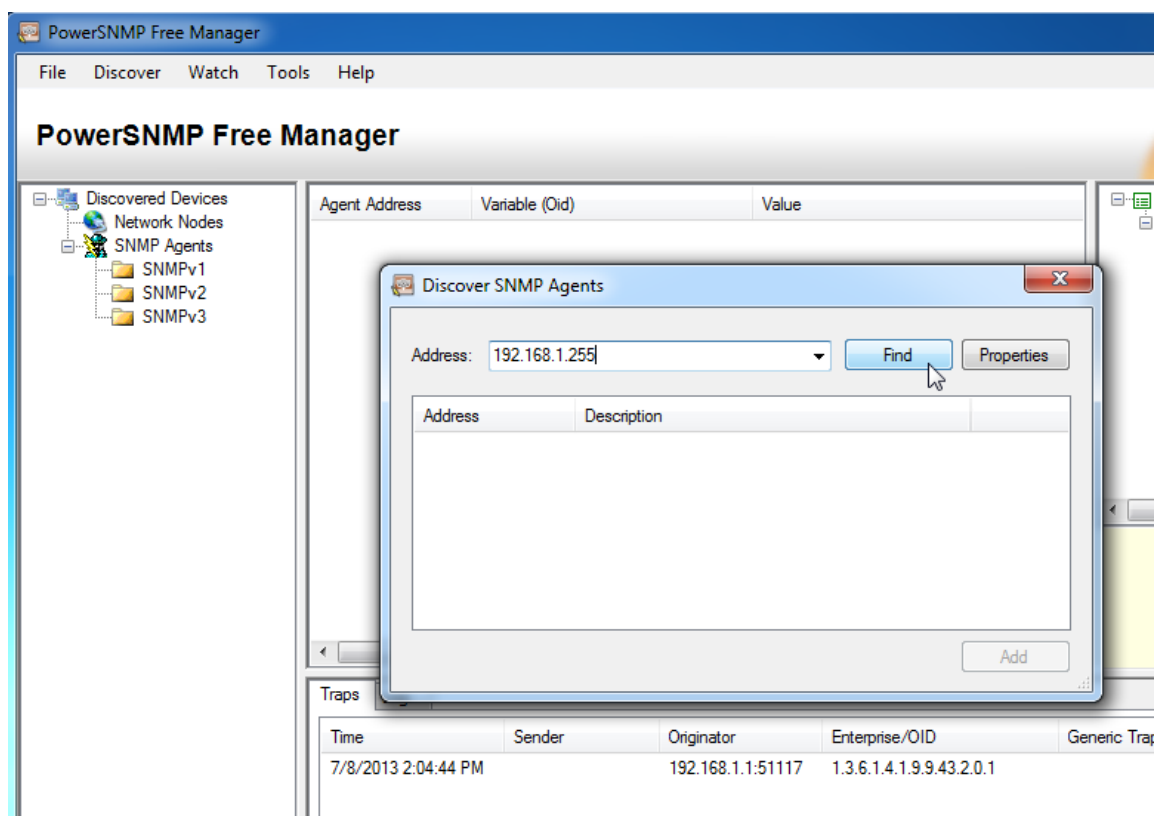 PowerSNMP Free Manager
File Discover Watch Tools Help
PowerSNMP Free Manager
Discovered Devices
Network Nodes
SNMP Agents
SNMPv1
SNMPv2
SNMPv3
Agent Address Variable (Oid) Value
Discover SNMP Agents
Address: 192.168.1.255 Find Properties
Address Description
Add
Traps
Time Sender Originator Enterprise/OID Generic Trap
7/8/2013 2:04:44 PM 192.168.1.1:51117 1.3.6.1.4.1.9.9.43.2.0.1